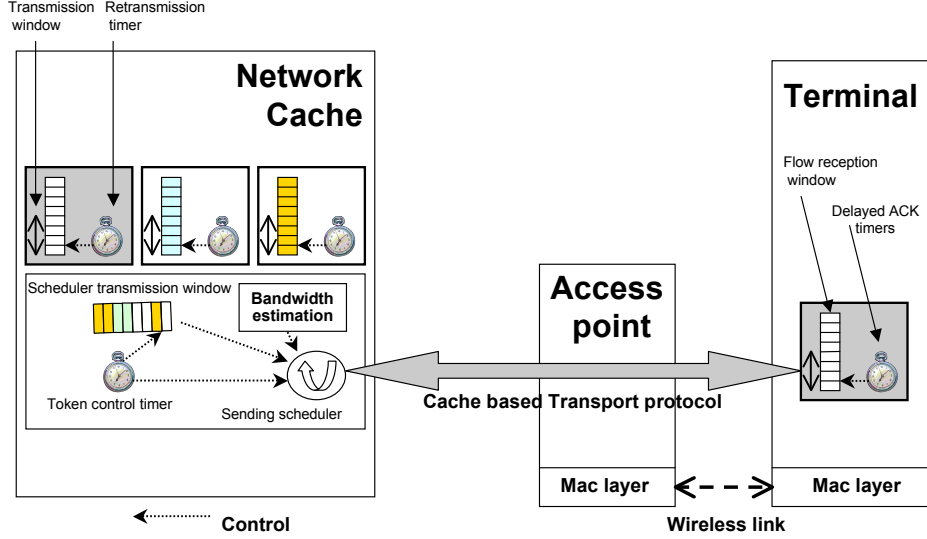 Transmission window
Retransmission timer
Network
Cache
Terminal
Flow reception
window
Delayed ACK
timers
Scheduler transmission window
Bandwidth
estimation
Token control timer
Sending scheduler
Access
point
Cache based Transport protocol
Mac layer
Mac layer
Control
Wireless link